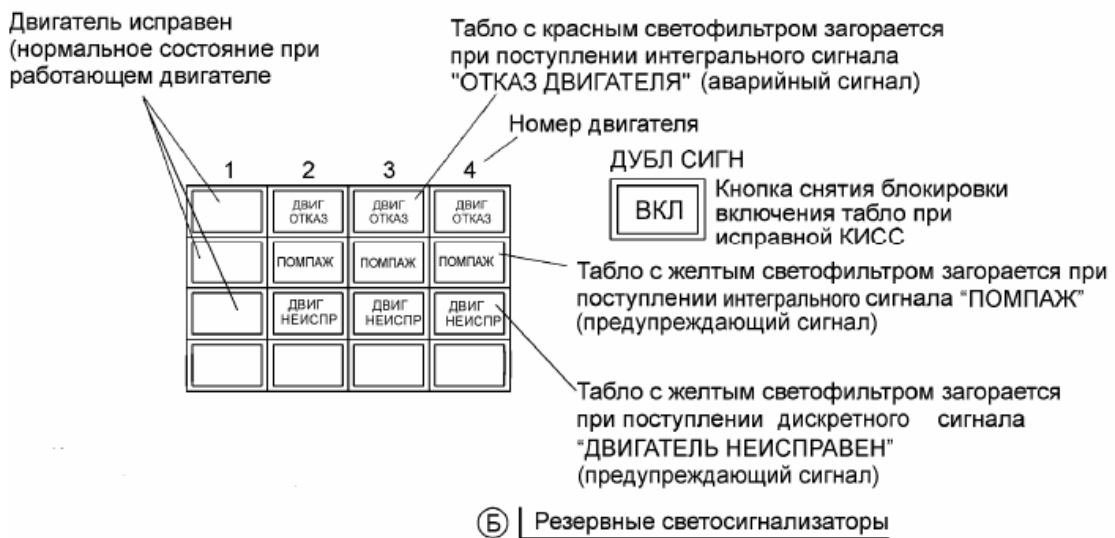 Двигатель исправен
(нормальное состояние при
работающем двигателе
Табло с красным светофильтром загорается
при поступлении интегрального сигнала
"ОТКАЗ ДВИГАТЕЛЯ" (аварийный сигнал)
Номер двигателя
1 2 3 4
ДВИГ ОТКАЗ ДВИГ ОТКАЗ ДВИГ ОТКАЗ
ПОМПАЖ ПОМПАЖ ПОМПАЖ
ДВИГ НЕИСПР ДВИГ НЕИСПР ДВИГ НЕИСПР
ДУБЛ СИГН
ВКЛ
Кнопка снятия блокировки
включения табло при
исправной КИСС
Табло с желтым светофильтром загорается при
поступлении интегрального сигнала “ПОМПАЖ”
(предупреждающий сигнал)
Табло с желтым светофильтром загорается
при поступлении дискретного сигнала
“ДВИГАТЕЛЬ НЕИСПРАВЕН”
(предупреждающий сигнал)
Б Резервные светосигнализаторы